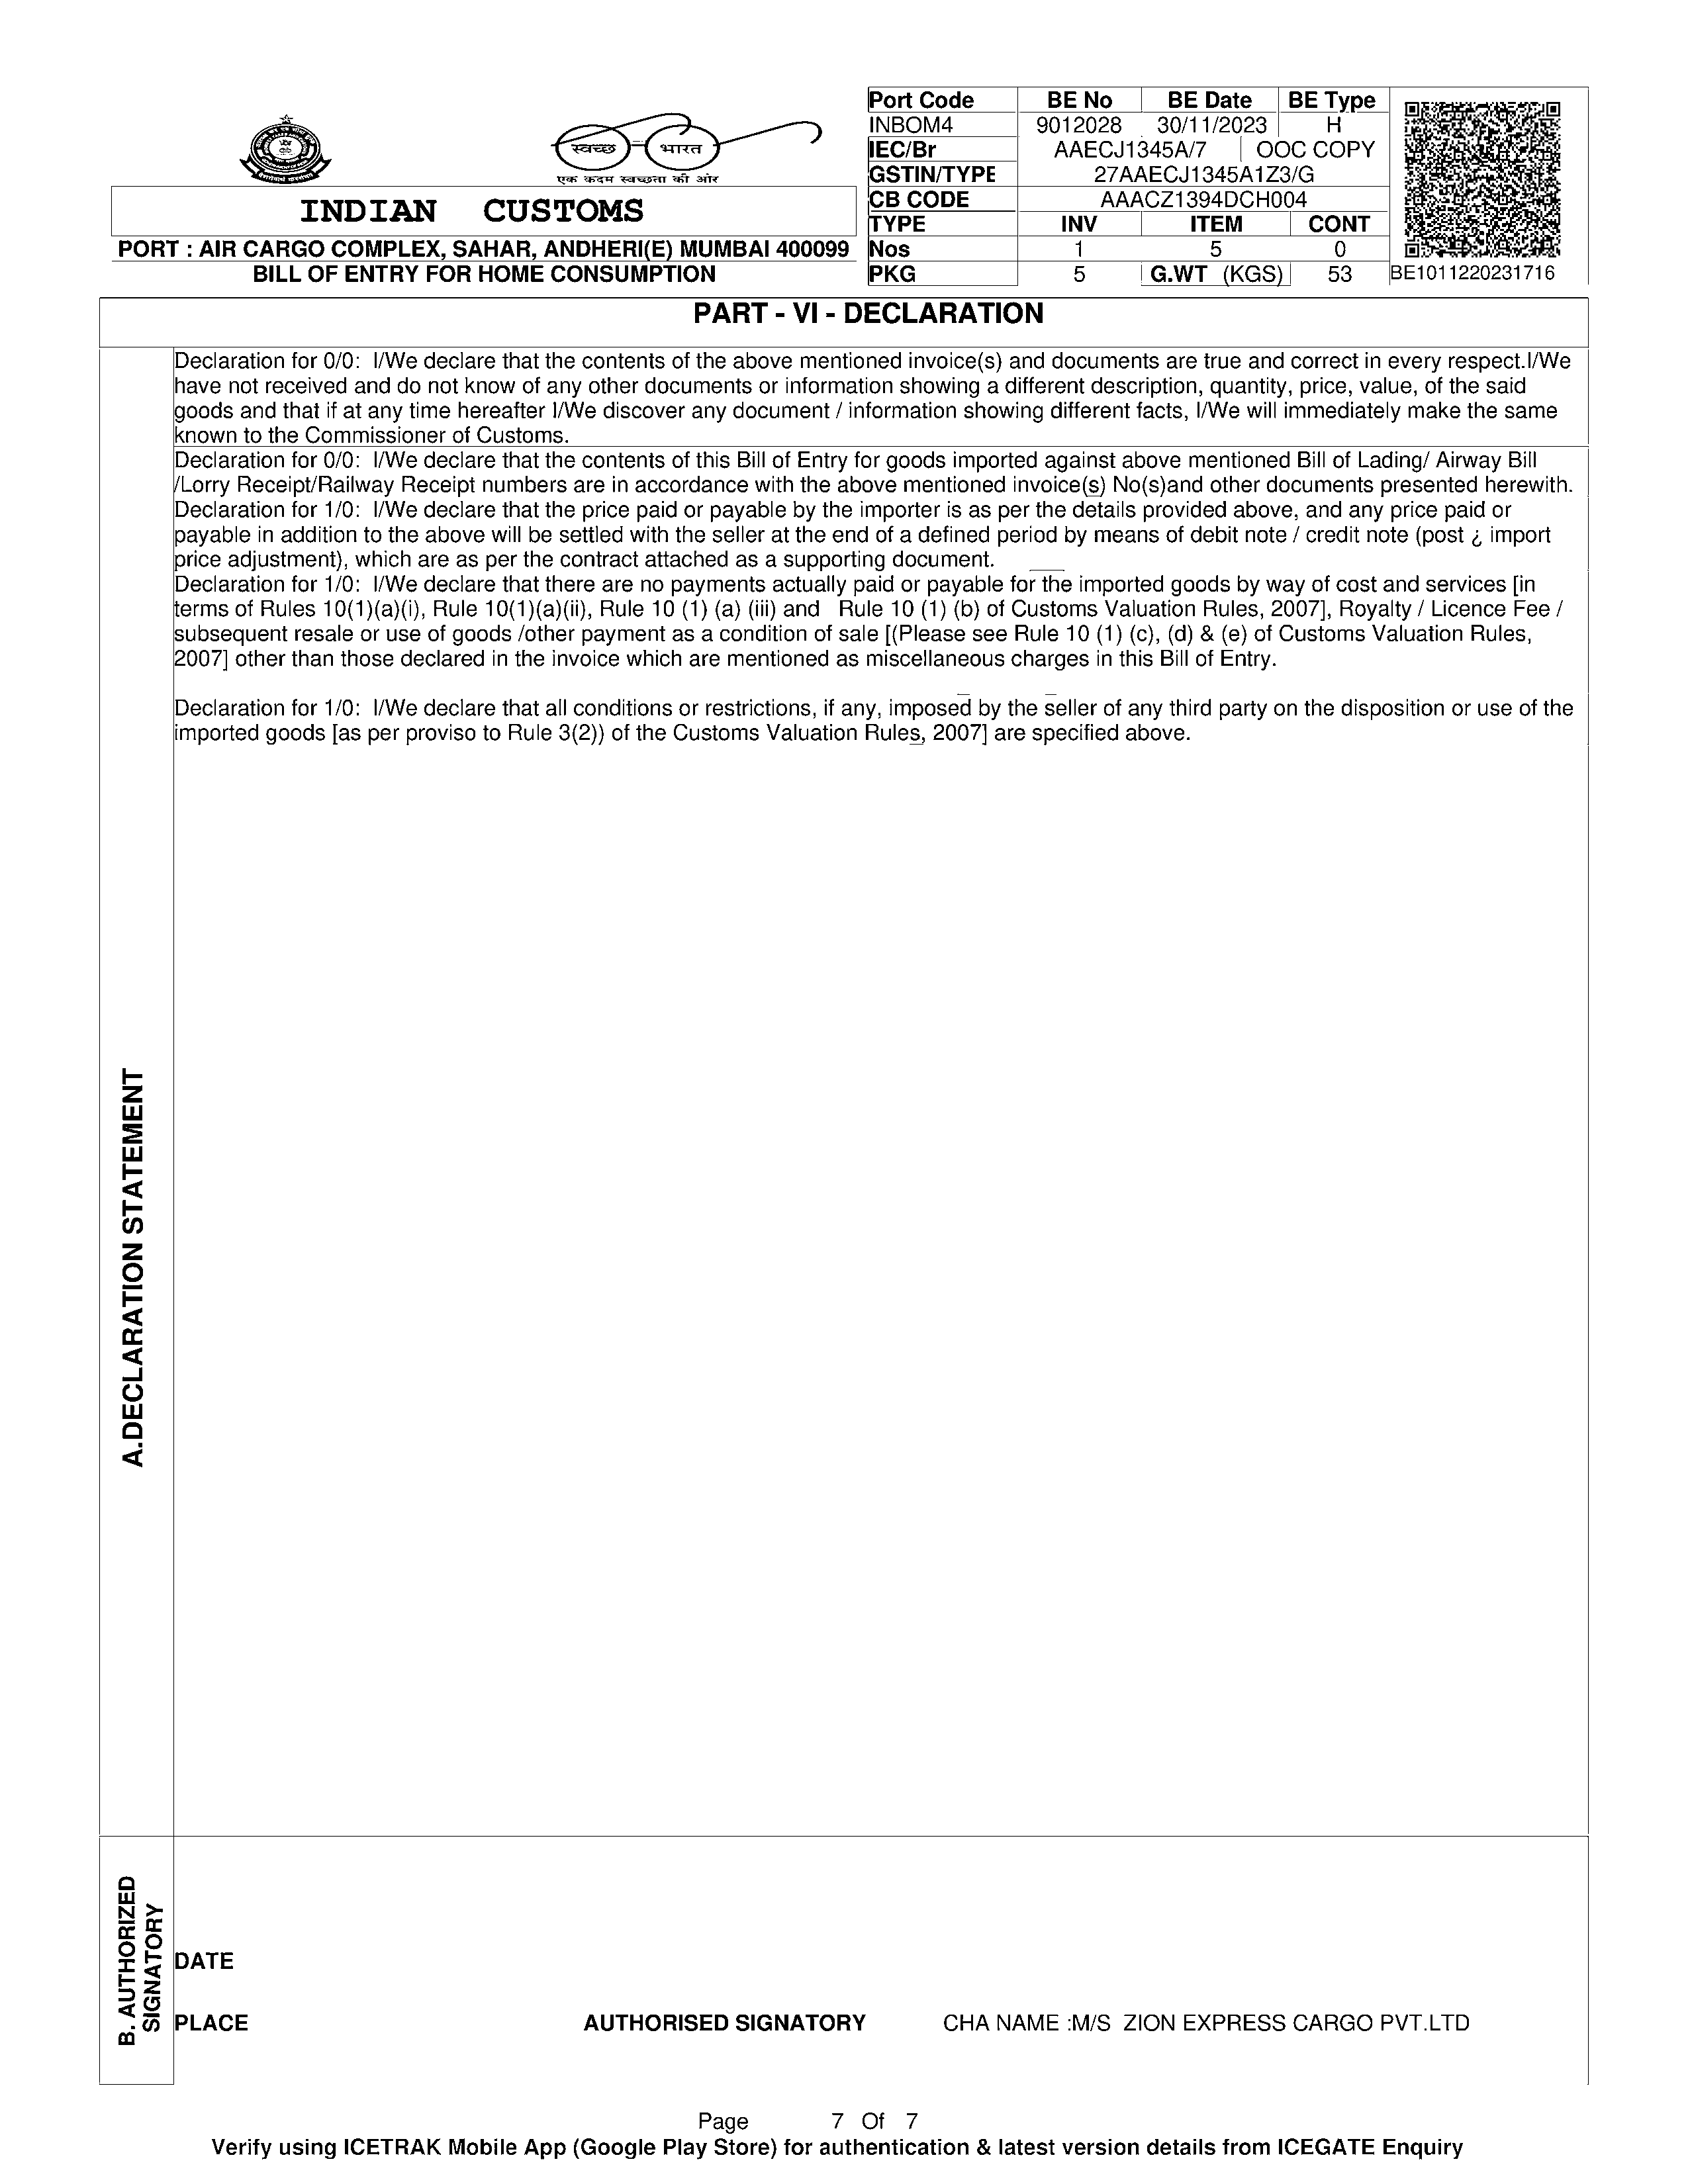 Port Code BE No BE Date BE Type
INBOM4 9012028 30/11/2023 H
IEC/Br AAECJ1345A/7 OOC COPY
GSTIN/TYPE 27AAECJ1345A1Z3/G
CB CODE AAACZ1394DCH004
TYPE INV ITEM CONT
Nos 1 5 0
PKG 5 G.WT (KGS) 53
BE1011220231716
स्वच्छ भारत
एक कदम स्वच्छता की ओर
INDIAN CUSTOMS
PORT : AIR CARGO COMPLEX, SAHAR, ANDHERI(E) MUMBAI 400099
BILL OF ENTRY FOR HOME CONSUMPTION
PART - VI - DECLARATION
A.DECLARATION STATEMENT
Declaration for 0/0: I/We declare that the contents of the above mentioned invoice(s) and documents are true and correct in every respect.I/We
have not received and do not know of any other documents or information showing a different description, quantity, price, value, of the said
goods and that if at any time hereafter I/We discover any document / information showing different facts, I/We will immediately make the same
known to the Commissioner of Customs.
Declaration for 0/0: I/We declare that the contents of this Bill of Entry for goods imported against above mentioned Bill of Lading/ Airway Bill
/Lorry Receipt/Railway Receipt numbers are in accordance with the above mentioned invoice(s) No(s)and other documents presented herewith.
Declaration for 1/0: I/We declare that the price paid or payable by the importer is as per the details provided above, and any price paid or
payable in addition to the above will be settled with the seller at the end of a defined period by means of debit note / credit note (post ¿ import
price adjustment), which are as per the contract attached as a supporting document.
Declaration for 1/0: I/We declare that there are no payments actually paid or payable for the imported goods by way of cost and services [in
terms of Rules 10(1)(a)(i), Rule 10(1)(a)(ii), Rule 10 (1) (a) (iii) and Rule 10 (1) (b) of Customs Valuation Rules, 2007], Royalty / Licence Fee /
subsequent resale or use of goods /other payment as a condition of sale [(Please see Rule 10 (1) (c), (d) & (e) of Customs Valuation Rules,
2007] other than those declared in the invoice which are mentioned as miscellaneous charges in this Bill of Entry.
Declaration for 1/0: I/We declare that all conditions or restrictions, if any, imposed by the seller of any third party on the disposition or use of the
imported goods [as per proviso to Rule 3(2)) of the Customs Valuation Rules, 2007] are specified above.
B. AUTHORIZED
SIGNATORY
DATE
PLACE AUTHORISED SIGNATORY CHA NAME :M/S ZION EXPRESS CARGO PVT.LTD
Page 7 Of 7
Verify using ICETRAK Mobile App (Google Play Store) for authentication & latest version details from ICEGATE Enquiry